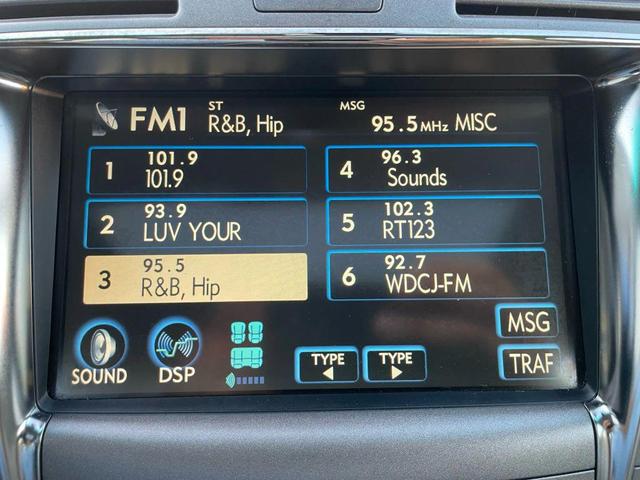 FM1 ST R&B, Hip MSG 95.5MHz MISC
1 101.9
101.9
4 96.3
Sounds
2 93.9
LUV YOUR
5 102.3
RT123
3 95.5
R&B, Hip
6 92.7
WDCJ-FM
MSG
SOUND DSP TYPE TYPE TRAF